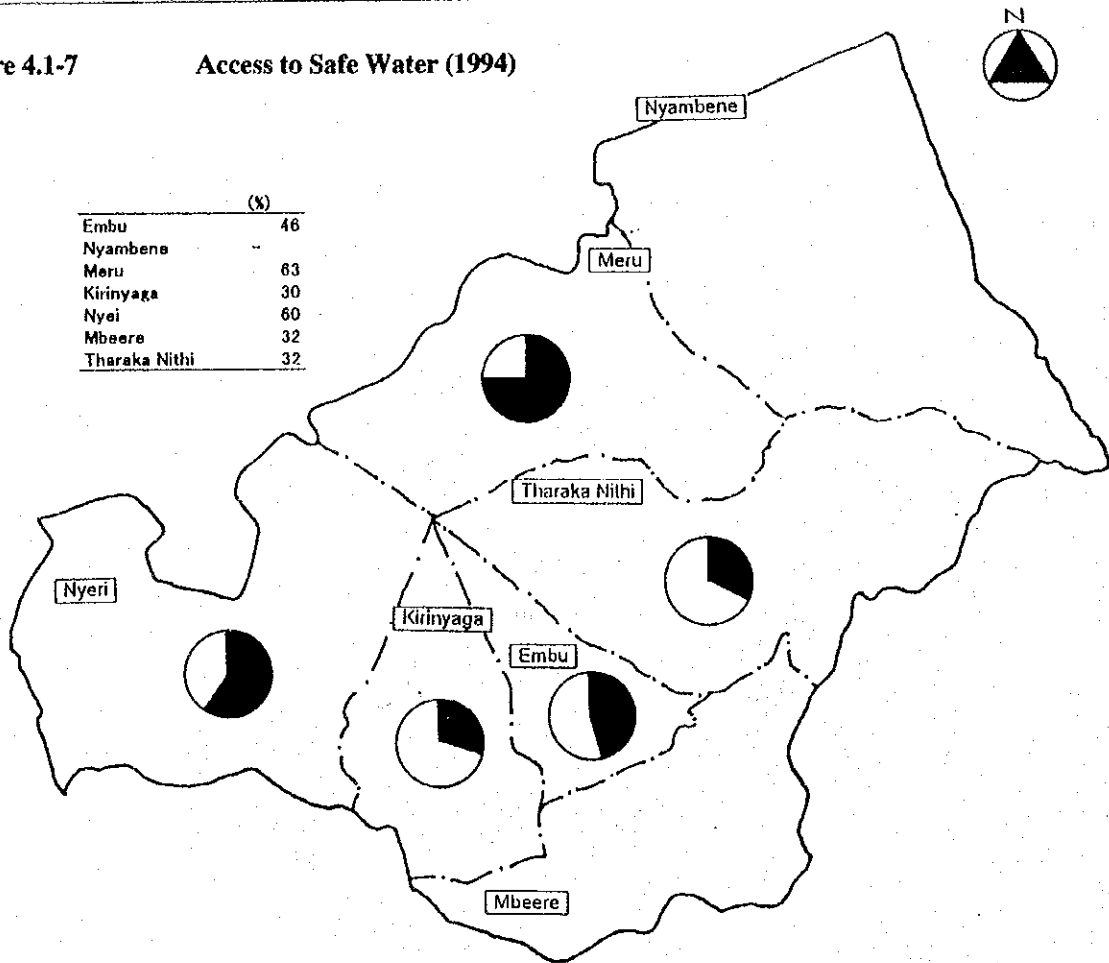 re 4.1-7 Access to Safe Water (1994)
N
Nyambene
(%)
Embu 46
Nyambene -
Meru 63
Kirinyaga 30
Nyei 60
Mbeere 32
Tharaka Nithi 32
Meru
Tharaka Nithi
Nyeri
Kirinyaga
Embu
Mbeere